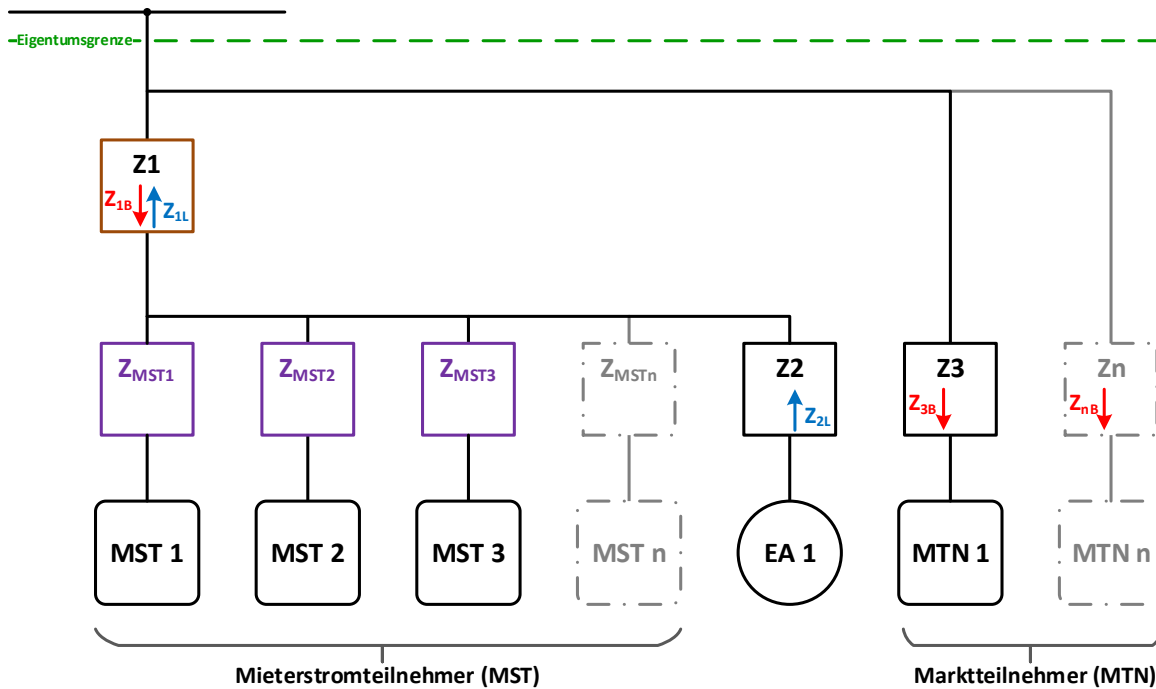 Eigentumsgrenze
Z1
Z1B Z1L
ZMST1 ZMST2 ZMST3 ZMSTn Z2 Z3 Zn
Z2L Z3B ZnB
MST 1 MST 2 MST 3 MST n EA 1 MTN 1 MTN n
Mieterstromteilnehmer (MST) Marktteilnehmer (MTN)